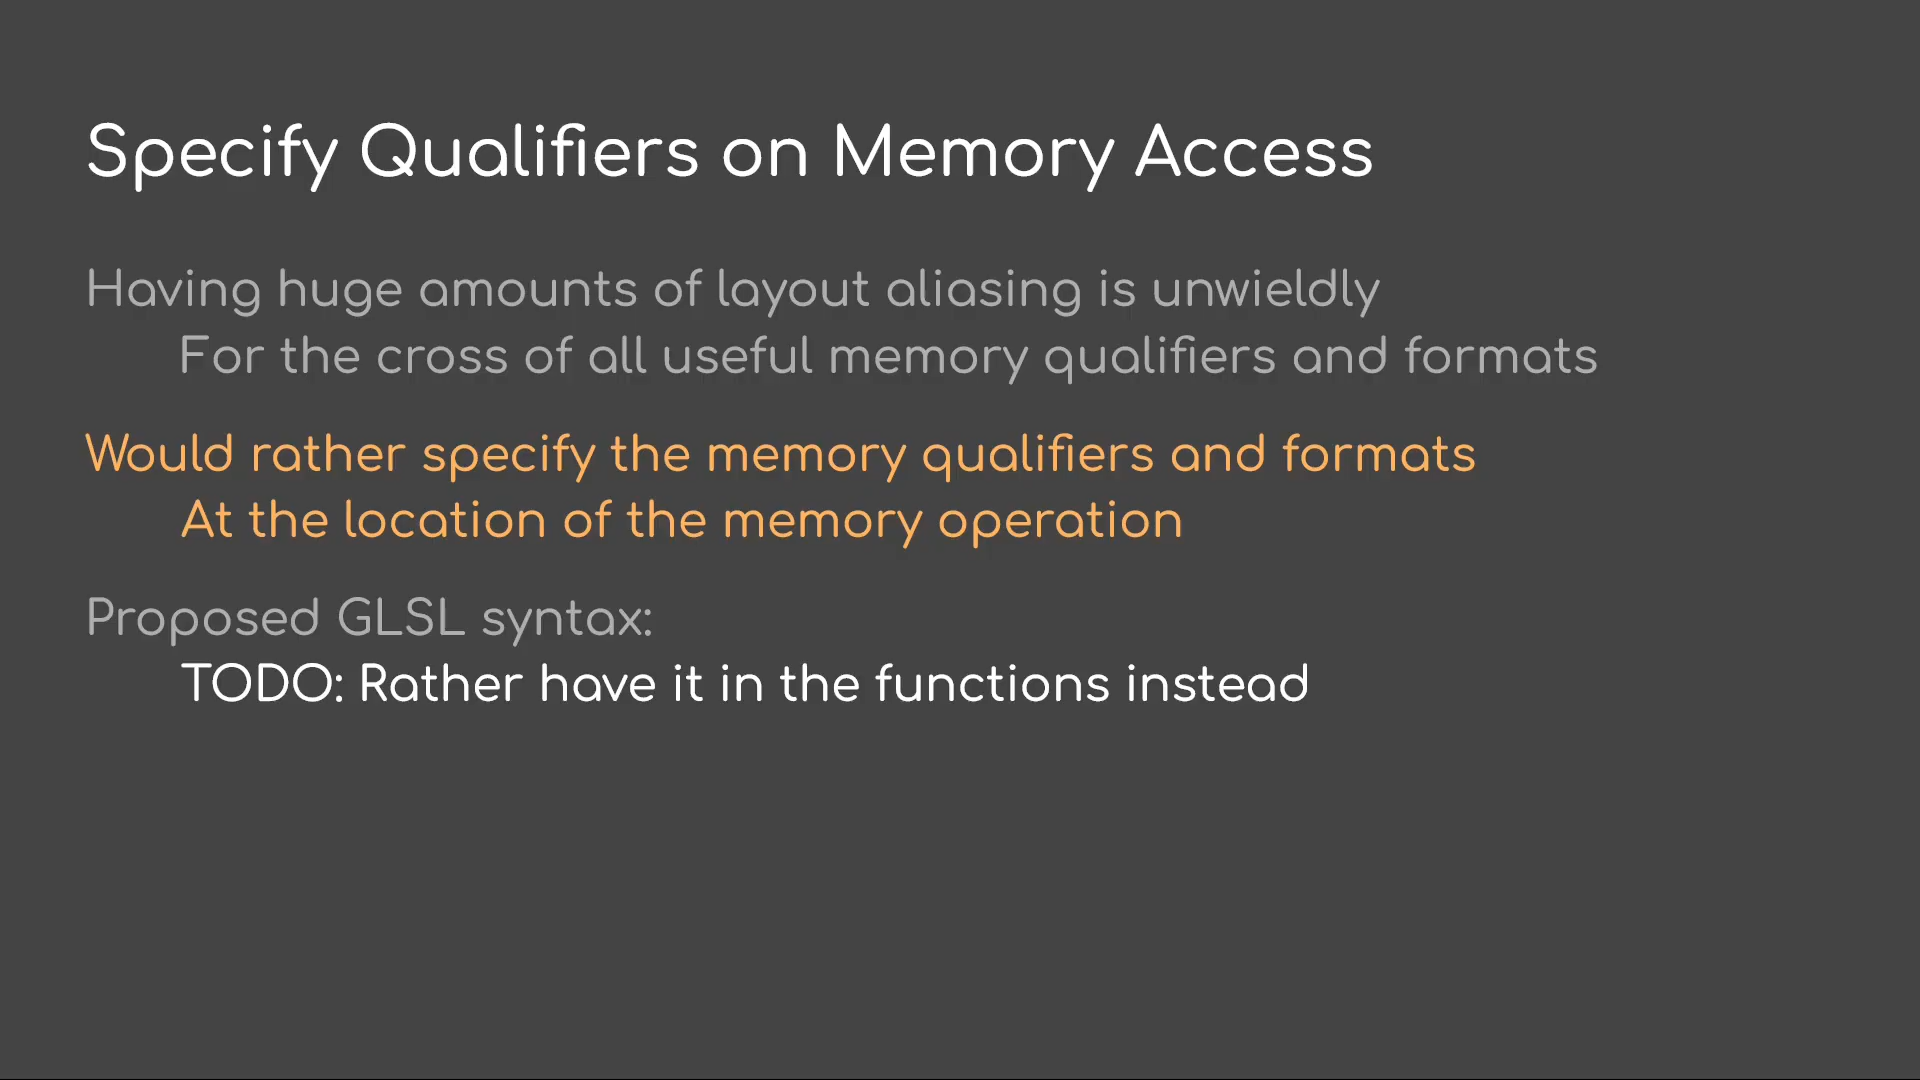 Specify Qualifiers on Memory Access
Having huge amounts of layout aliasing is unwieldly
For the cross of all useful memory qualifiers and formats
Would rather specify the memory qualifiers and formats
At the location of the memory operation
Proposed GLSL syntax:
TODO: Rather have it in the functions instead